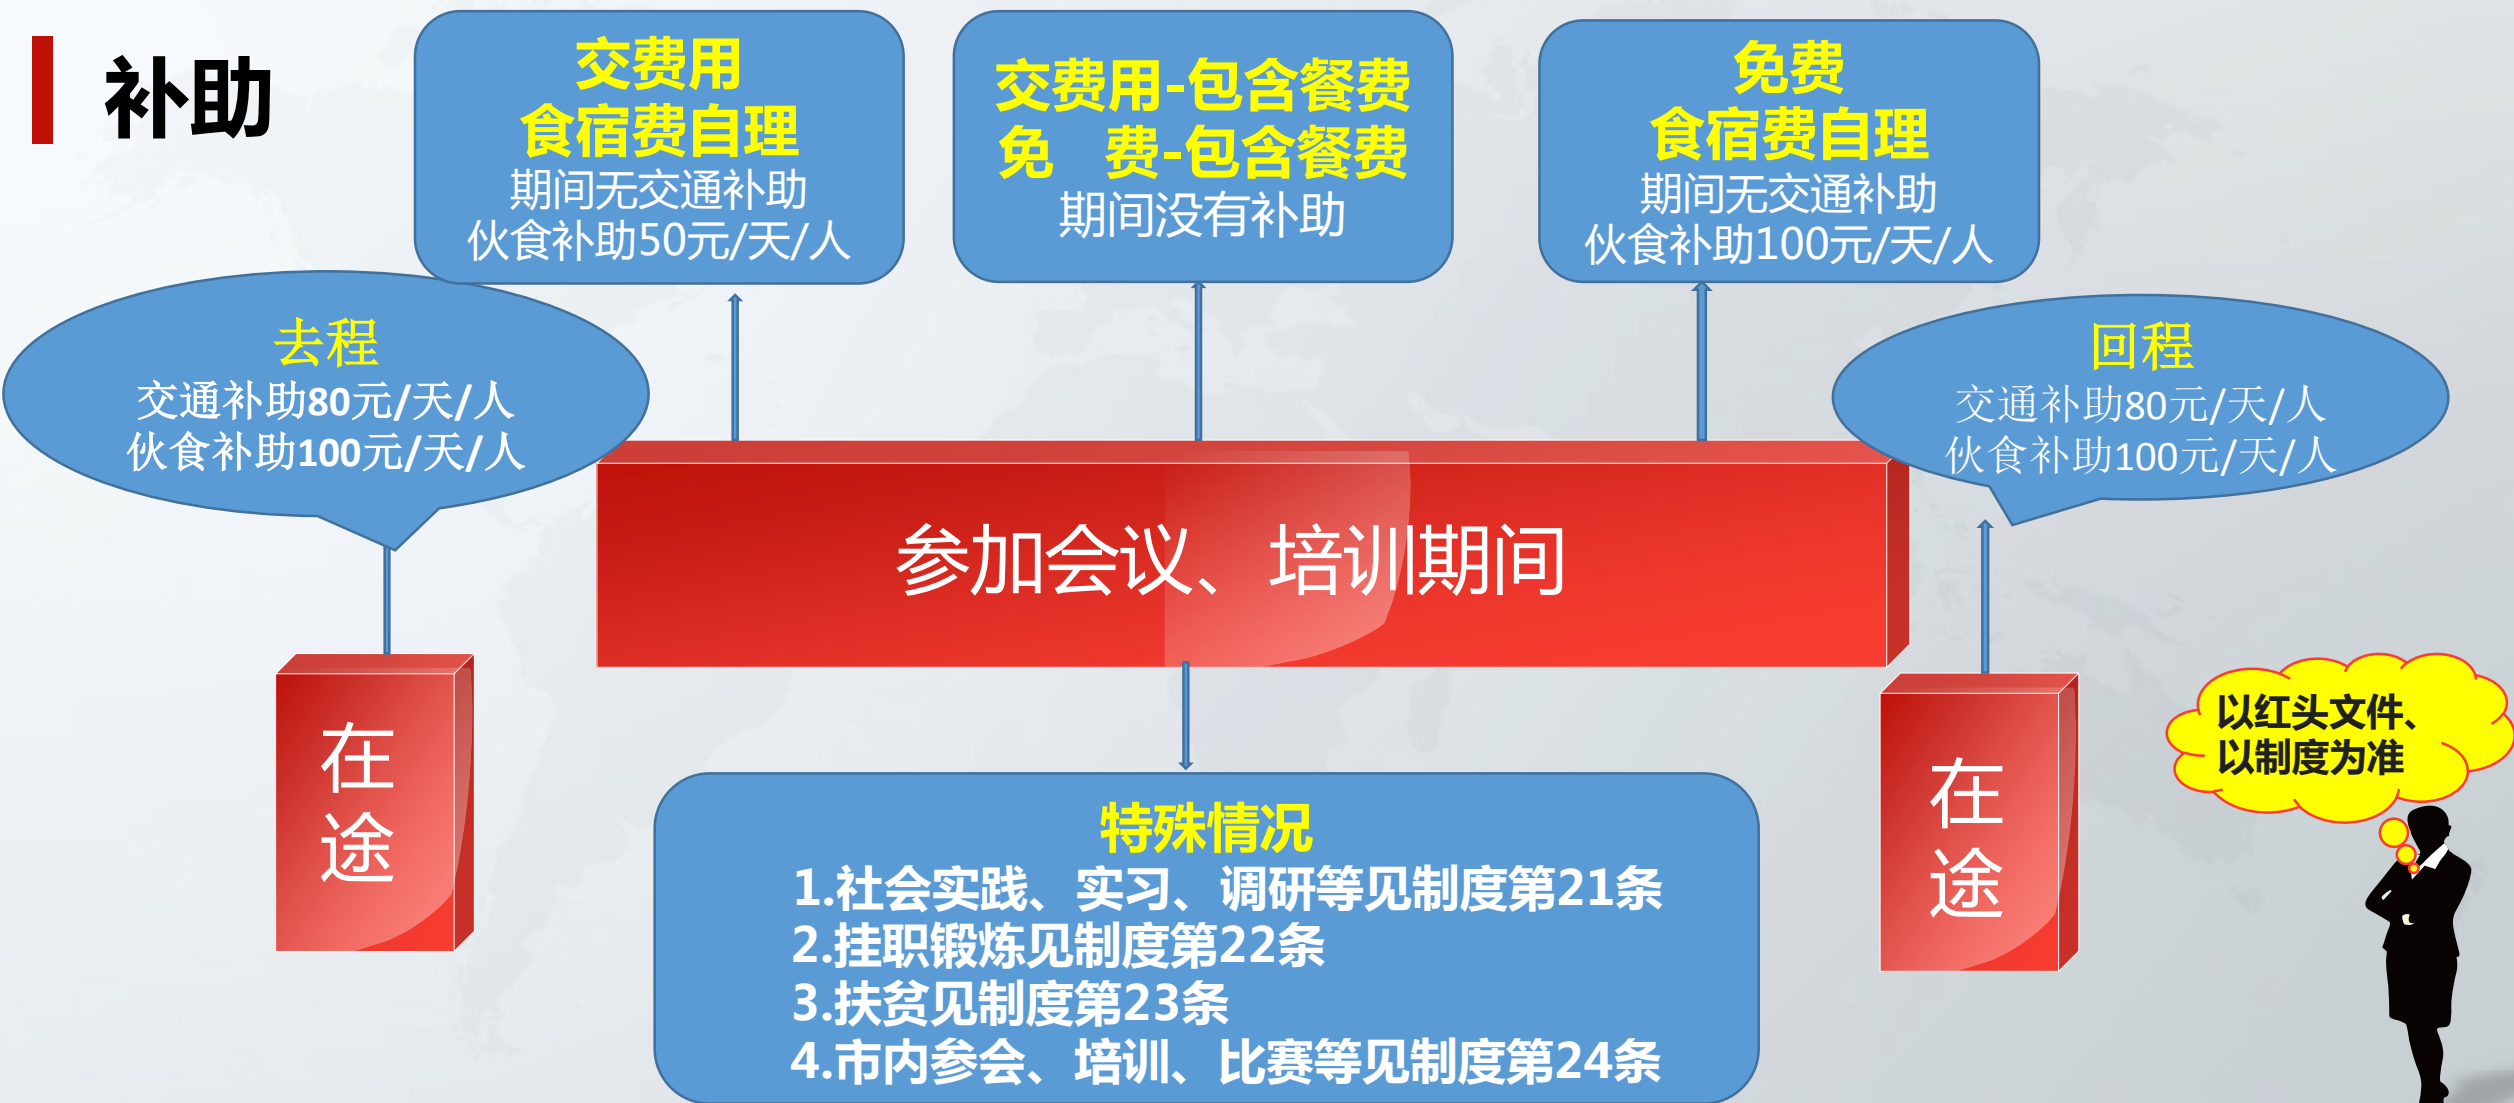 补助
交费用
食宿费自理
期间无交通补助
伙食补助50元/天/人
交费用-包含餐费
免 费-包含餐费
期间没有补助
免费
食宿费自理
期间无交通补助
伙食补助100元/天/人
去程
交通补助80元/天/人
伙食补助100元/天/人
回程
交通补助80元/天/人
伙食补助100元/天/人
参加会议、培训期间
在
途
在
途
以红头文件、
以制度为准
特殊情况
1.社会实践、实习、调研等见制度第21条
2.挂职锻炼见制度第22条
3.扶贫见制度第23条
4.市内参会、培训、比赛等见制度第24条